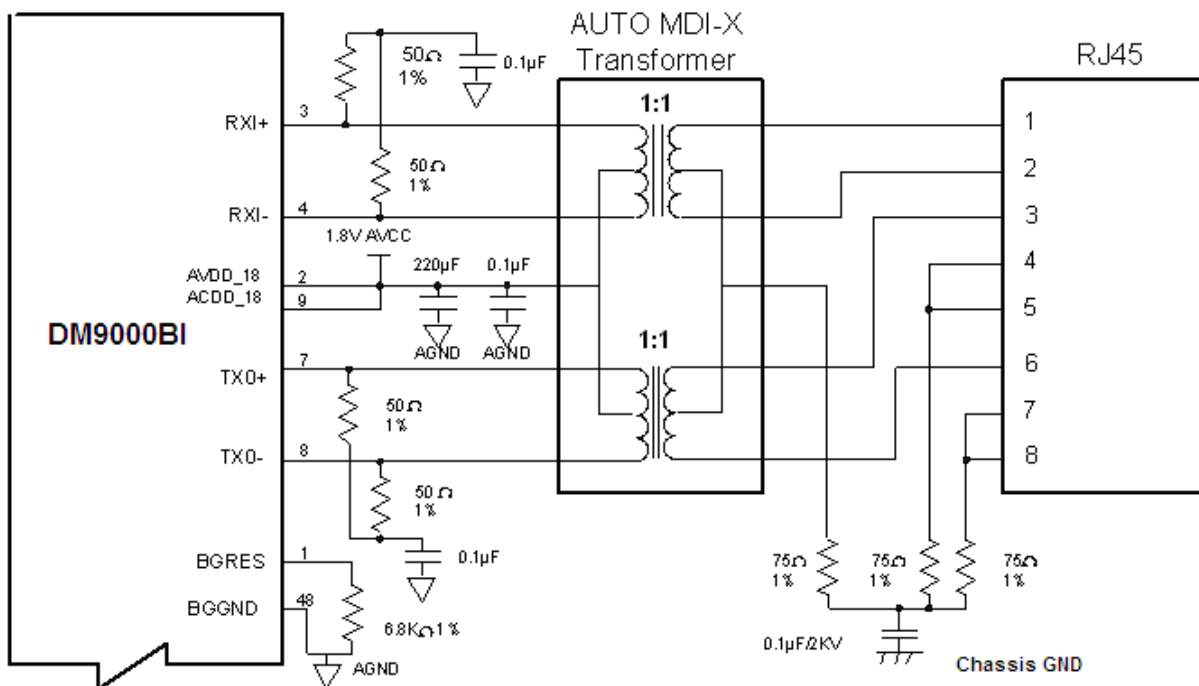 AUTO MDI-X
Transformer
RJ45
50Ω
1%
0.1µF
1:1
3
RXI+
1
50Ω
1%
2
4
RXI-
3
1.8V AVCC
4
AVDD_18
2
220µF
0.1µF
ACDD_18
9
5
DM9000BI
AGND
AGND
1:1
6
7
TX0+
50Ω
1%
7
8
TX0-
8
50Ω
1%
BGRES
1
0.1µF
75Ω
1%
75Ω
1%
75Ω
1%
BGGND
48
6.8KΩ 1%
AGND
0.1µF/2KV
Chassis GND